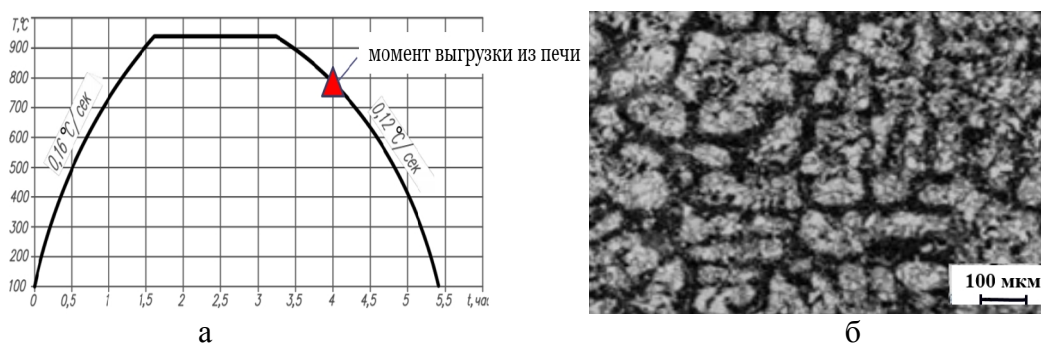 T,°C
900
800
700
600
500
400
300
200
100
0,16°C/сек
момент выгрузки из печи
0,12°C/сек
0 0,5 1 1,5 2 2,5 3 3,5 4 4,5 5 5,5 t, час
100 мкм
а
б